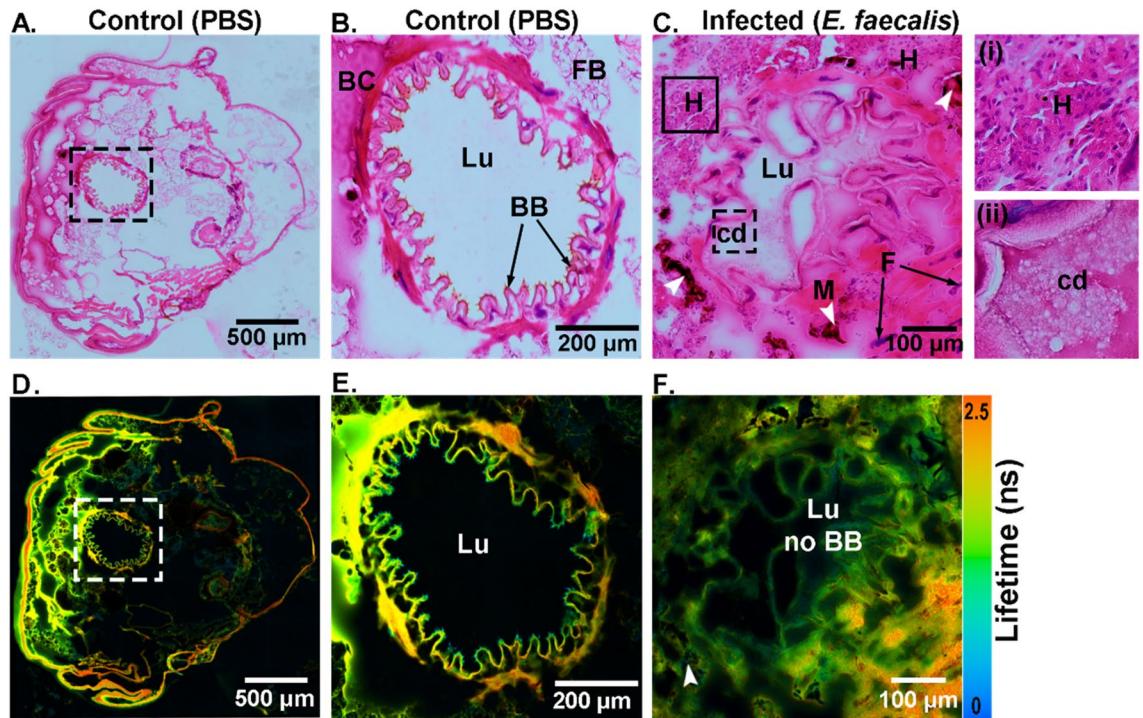 A. Control (PBS)
B. Control (PBS)
C. Infected (E. faecalis)
500 µm
BC
FB
Lu
BB
200 µm
H
H
Lu
cd
F
M
100 µm
(i)
H
(ii)
cd
D.
E.
F.
500 µm
Lu
200 µm
Lu
no BB
100 µm
2.5
0
Lifetime (ns)